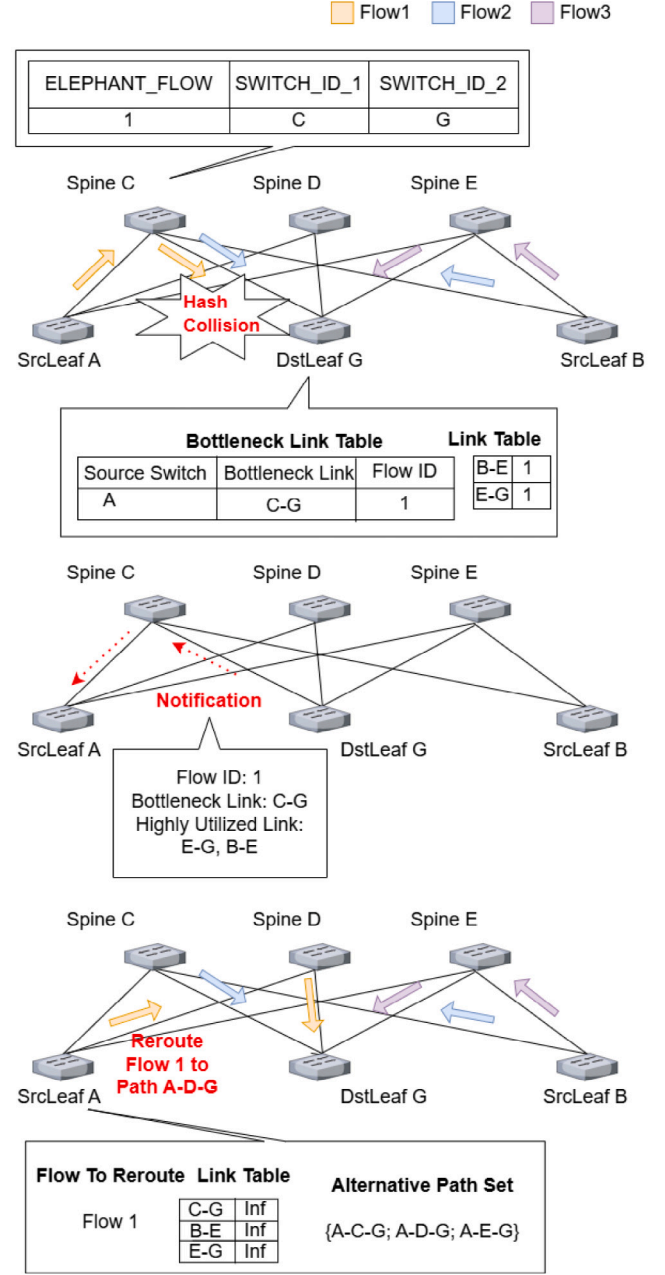 Flow1 Flow2 Flow3
ELEPHANT_FLOW SWITCH_ID_1 SWITCH_ID_2
1 C G
Spine C Spine D Spine E
Hash
Collision
SrcLeaf A DstLeaf G SrcLeaf B
Bottleneck Link Table Link Table
Source Switch Bottleneck Link Flow ID B-E 1
A C-G 1 E-G 1
Spine C Spine D Spine E
Notification
SrcLeaf A DstLeaf G SrcLeaf B
Flow ID: 1
Bottleneck Link: C-G
Highly Utilized Link:
E-G, B-E
Spine C Spine D Spine E
Reroute
Flow 1 to
Path A-D-G
SrcLeaf A DstLeaf G SrcLeaf B
Flow To Reroute Link Table Alternative Path Set
Flow 1 C-G Inf {A-C-G; A-D-G; A-E-G}
B-E Inf
E-G Inf